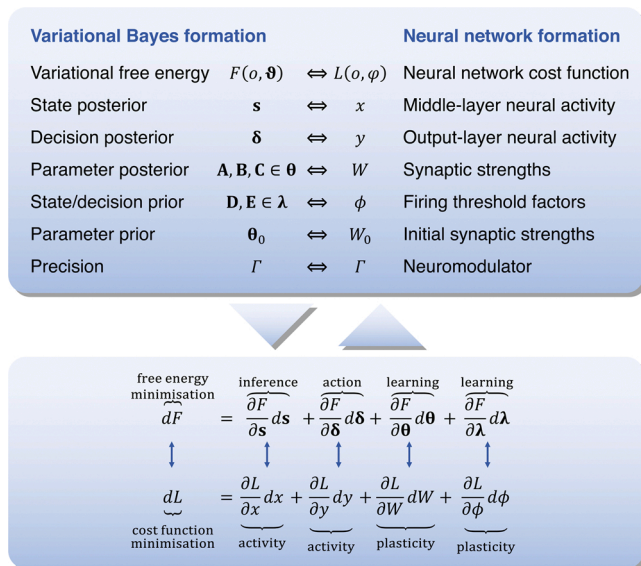 Variational Bayes formation Neural network formation
Variational free energy F(o, 𝛝) ⇔ L(o, φ) Neural network cost function
State posterior s ⇔ x Middle-layer neural activity
Decision posterior δ ⇔ y Output-layer neural activity
Parameter posterior A, B, C ∈ θ ⇔ W Synaptic strengths
State/decision prior D, E ∈ λ ⇔ ϕ Firing threshold factors
Parameter prior θ₀ ⇔ W₀ Initial synaptic strengths
Precision Γ ⇔ Γ Neuromodulator
free energy minimisation inference action learning learning
dF = ∂F/∂s ds + ∂F/∂δ dδ + ∂F/∂θ dθ + ∂F/∂λ dλ
dL = ∂L/∂x dx + ∂L/∂y dy + ∂L/∂W dW + ∂L/∂ϕ dϕ
cost function minimisation activity activity plasticity plasticity